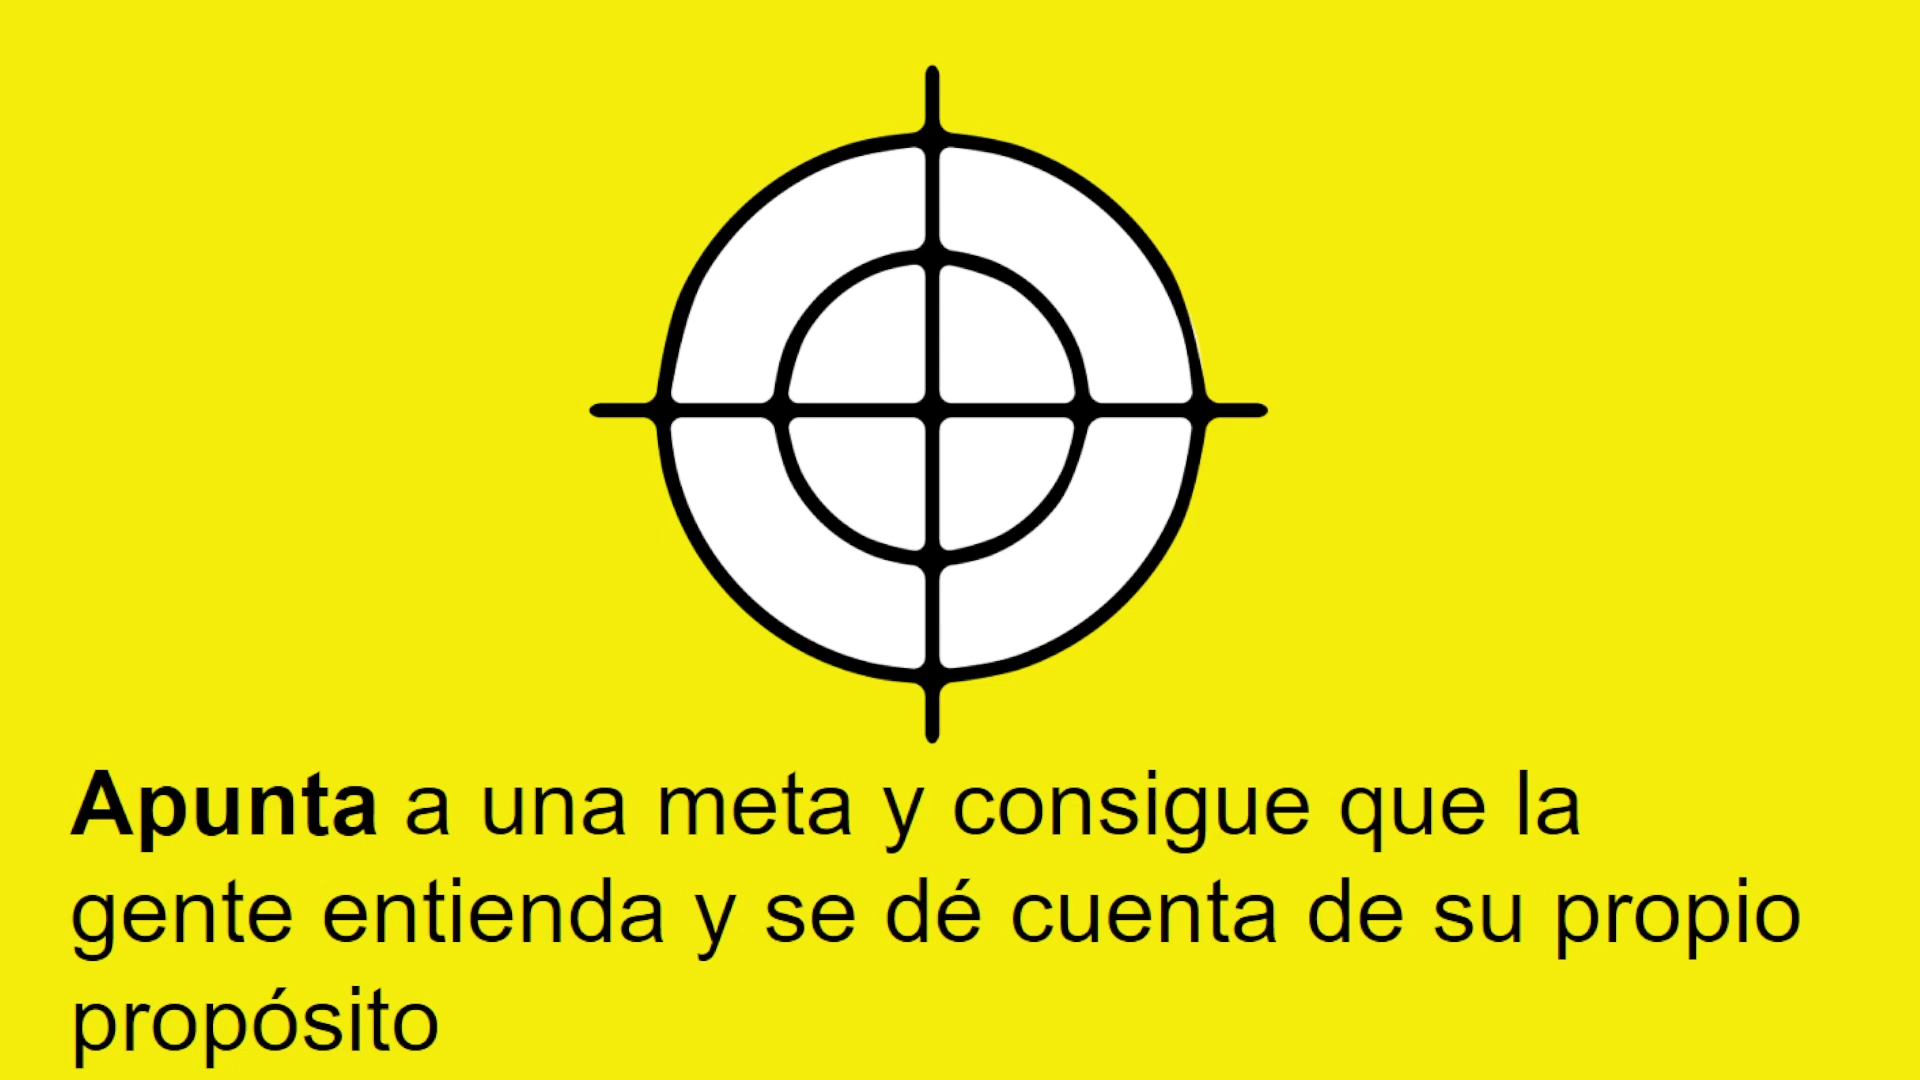 Apunta a una meta y consigue que la
gente entienda y se dé cuenta de su propio
propósito